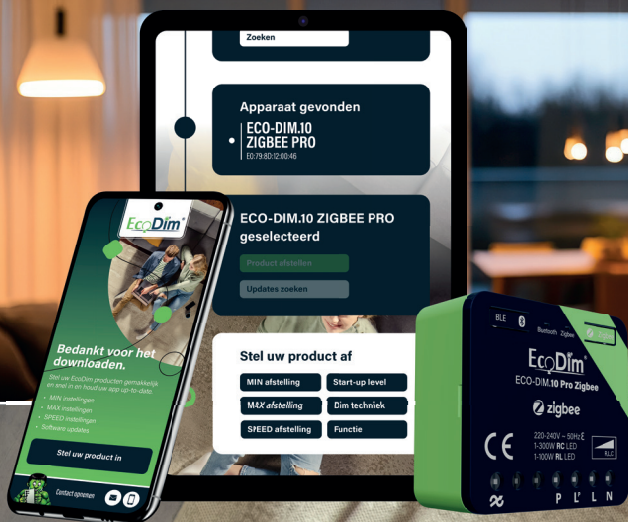 Zoeken
Apparaat gevonden
ECO-DIM.10
ZIGBEE PRO
E0:79:8D:12:00:46
ECO-DIM.10 ZIGBEE PRO
geselecteerd
Product afstellen
Updates zoeken
Stel uw product af
MIN afstelling
Start-up level
MAX afstelling
Dim techniek
SPEED afstelling
Functie
EcoDim®
Bedankt voor het
downloaden.
Stel uw EcoDim producten gemakkelijk
en snel in en houd uw app up-to-date.
• MIN instellingen
• MAX instellingen
• SPEED instellingen
• Software updates
Stel uw product in
Contact opnemen
BLE
Bluetooth Zigbee
EcoDim®
ECO-DIM.10 Pro Zigbee
zigbee
CE
220-240V ~ 50Hz
1-300W RC LED
1-100W RL LED
R,L,C
P L' L N